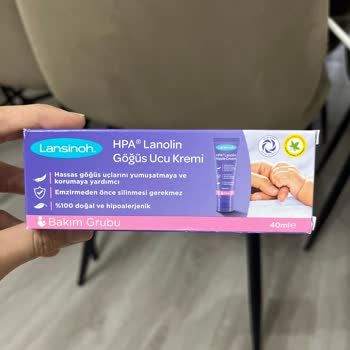 Lansinoh.
HPA® Lanolin
Göğüs Ucu Kremi
Hassas göğüs uçlarını yumuşatmaya ve
korumaya yardımcı
Emzirmeden önce silinmesi gerekmez
%100 doğal ve hipoalerjenik
Bakım Grubu
40ml℮